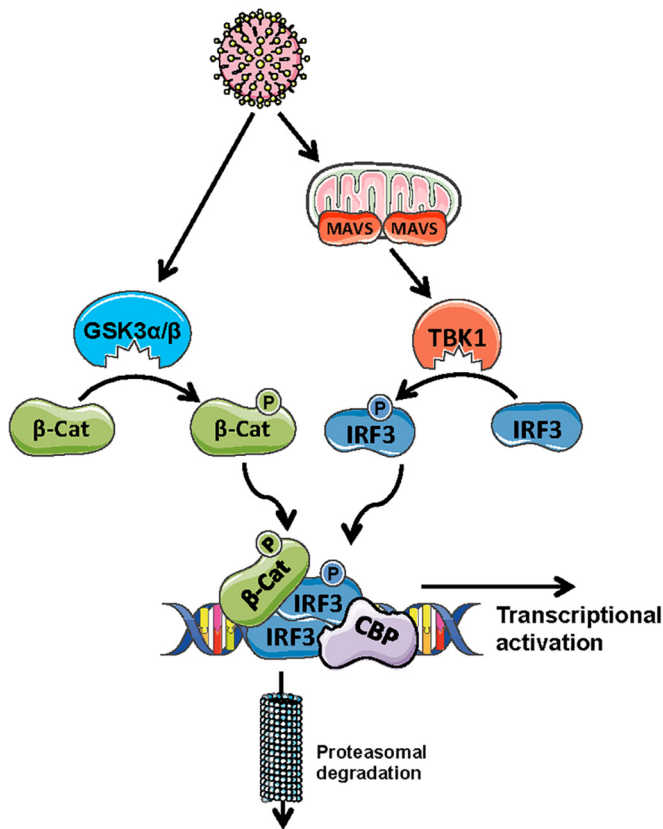 MAVS MAVS
GSK3α/β
TBK1
P
P
β-Cat
β-Cat
IRF3
IRF3
P
P
β-Cat
IRF3
IRF3
CBP
Transcriptional
activation
Proteasomal
degradation